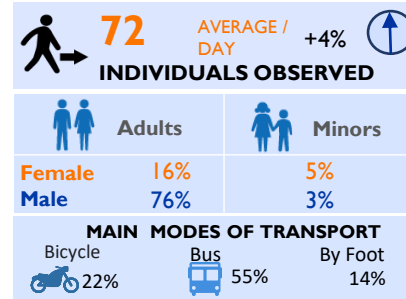 72 AVERAGE / DAY +4%
INDIVIDUALS OBSERVED
Adults Minors
Female 16% 5%
Male 76% 3%
MAIN MODES OF TRANSPORT
Bicycle Bus By Foot
22% 55% 14%